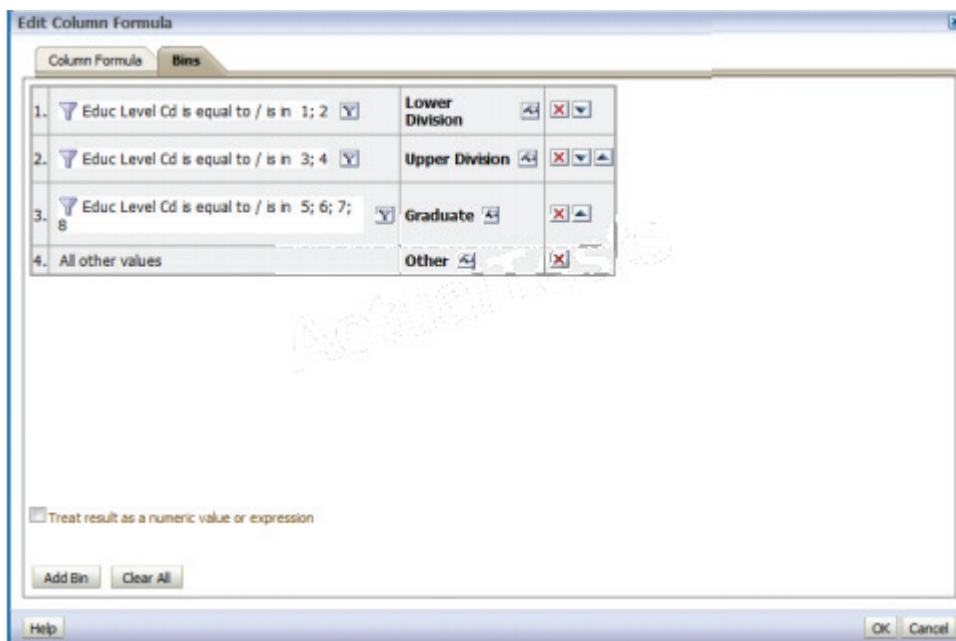 Edit Column Formula
Column Formula Bins
1. Educ Level Cd is equal to / is in 1; 2 Lower Division
2. Educ Level Cd is equal to / is in 3; 4 Upper Division
3. Educ Level Cd is equal to / is in 5; 6; 7; 8 Graduate
4. All other values Other
Treat result as a numeric value or expression
Add Bin Clear All
Help OK Cancel